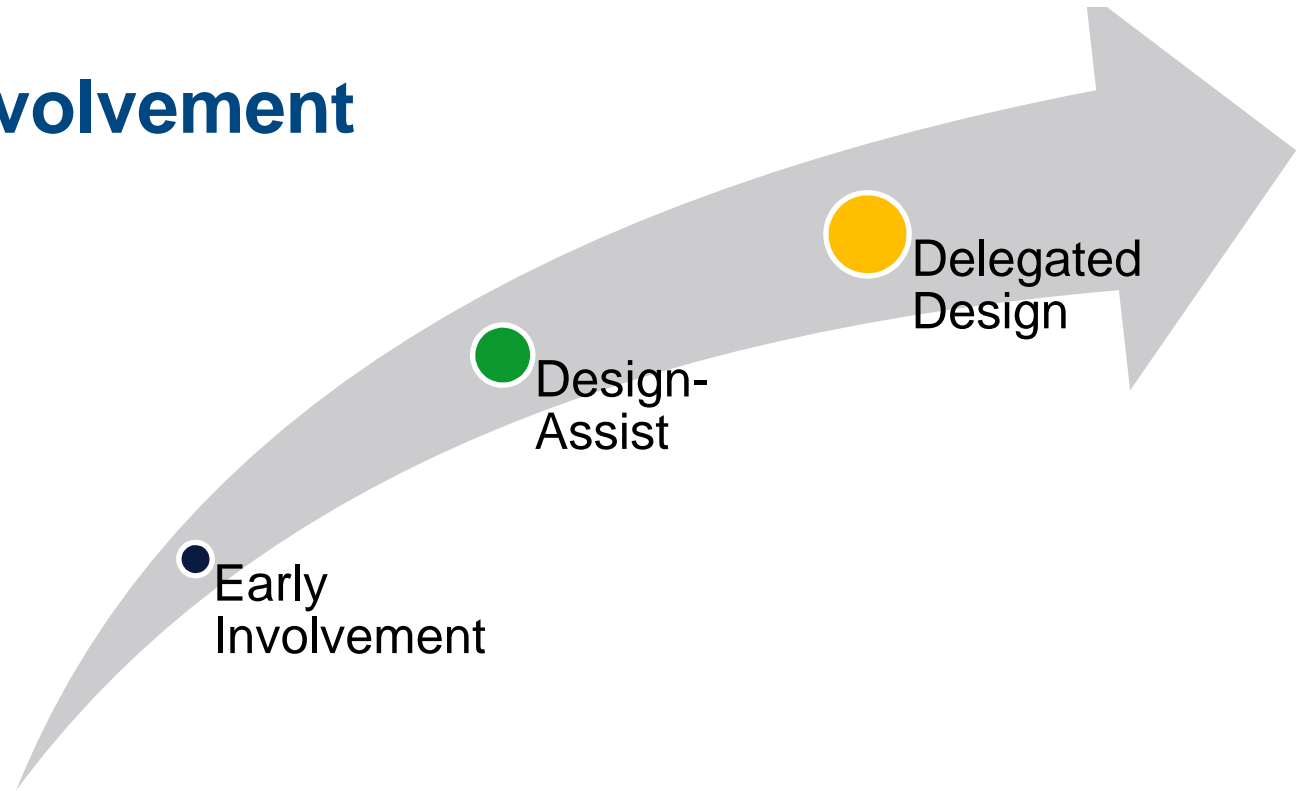 volvement
Delegated
Design
Design-
Assist
Early
Involvement